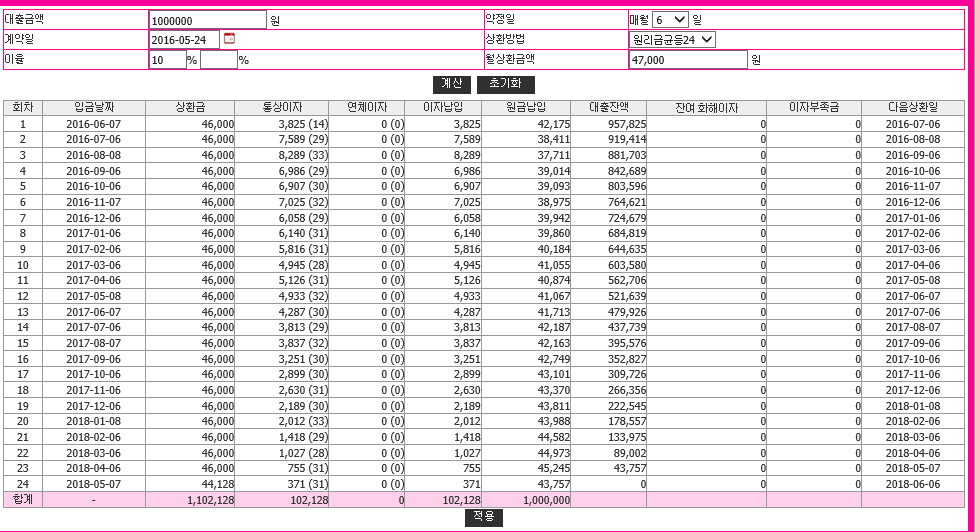 대출금액 1000000 원 약정일 매월 6 일
계약일 2016-05-24 상환방법 원리금균등24
이율 10 % % 월상환금액 47,000 원
계산 초기화
회차 입금날짜 상환금 통상이자 연체이자 이자납입 원금납입 대출잔액 잔여 화해이자 이자부족금 다음상환일
1 2016-06-07 46,000 3,825 (14) 0 (0) 3,825 42,175 957,825 0 0 2016-07-06
2 2016-07-06 46,000 7,589 (29) 0 (0) 7,589 38,411 919,414 0 0 2016-08-08
3 2016-08-08 46,000 8,289 (33) 0 (0) 8,289 37,711 881,703 0 0 2016-09-06
4 2016-09-06 46,000 6,986 (29) 0 (0) 6,986 39,014 842,689 0 0 2016-10-06
5 2016-10-06 46,000 6,907 (30) 0 (0) 6,907 39,093 803,596 0 0 2016-11-07
6 2016-11-07 46,000 7,025 (32) 0 (0) 7,025 38,975 764,621 0 0 2016-12-06
7 2016-12-06 46,000 6,058 (29) 0 (0) 6,058 39,942 724,679 0 0 2017-01-06
8 2017-01-06 46,000 6,140 (31) 0 (0) 6,140 39,860 684,819 0 0 2017-02-06
9 2017-02-06 46,000 5,816 (31) 0 (0) 5,816 40,184 644,635 0 0 2017-03-06
10 2017-03-06 46,000 4,945 (28) 0 (0) 4,945 41,055 603,580 0 0 2017-04-06
11 2017-04-06 46,000 5,126 (31) 0 (0) 5,126 40,874 562,706 0 0 2017-05-08
12 2017-05-08 46,000 4,933 (32) 0 (0) 4,933 41,067 521,639 0 0 2017-06-07
13 2017-06-07 46,000 4,287 (30) 0 (0) 4,287 41,713 479,926 0 0 2017-07-06
14 2017-07-06 46,000 3,813 (29) 0 (0) 3,813 42,187 437,739 0 0 2017-08-07
15 2017-08-07 46,000 3,837 (32) 0 (0) 3,837 42,163 395,576 0 0 2017-09-06
16 2017-09-06 46,000 3,251 (30) 0 (0) 3,251 42,749 352,827 0 0 2017-10-06
17 2017-10-06 46,000 2,899 (30) 0 (0) 2,899 43,101 309,726 0 0 2017-11-06
18 2017-11-06 46,000 2,630 (31) 0 (0) 2,630 43,370 266,356 0 0 2017-12-06
19 2017-12-06 46,000 2,189 (30) 0 (0) 2,189 43,811 222,545 0 0 2018-01-08
20 2018-01-08 46,000 2,012 (33) 0 (0) 2,012 43,988 178,557 0 0 2018-02-06
21 2018-02-06 46,000 1,418 (29) 0 (0) 1,418 44,582 133,975 0 0 2018-03-06
22 2018-03-06 46,000 1,027 (28) 0 (0) 1,027 44,973 89,002 0 0 2018-04-06
23 2018-04-06 46,000 755 (31) 0 (0) 755 45,245 43,757 0 0 2018-05-07
24 2018-05-07 44,128 371 (31) 0 (0) 371 43,757 0 0 0 2018-06-06
합계 - 1,102,128 102,128 0 102,128 1,000,000
적용